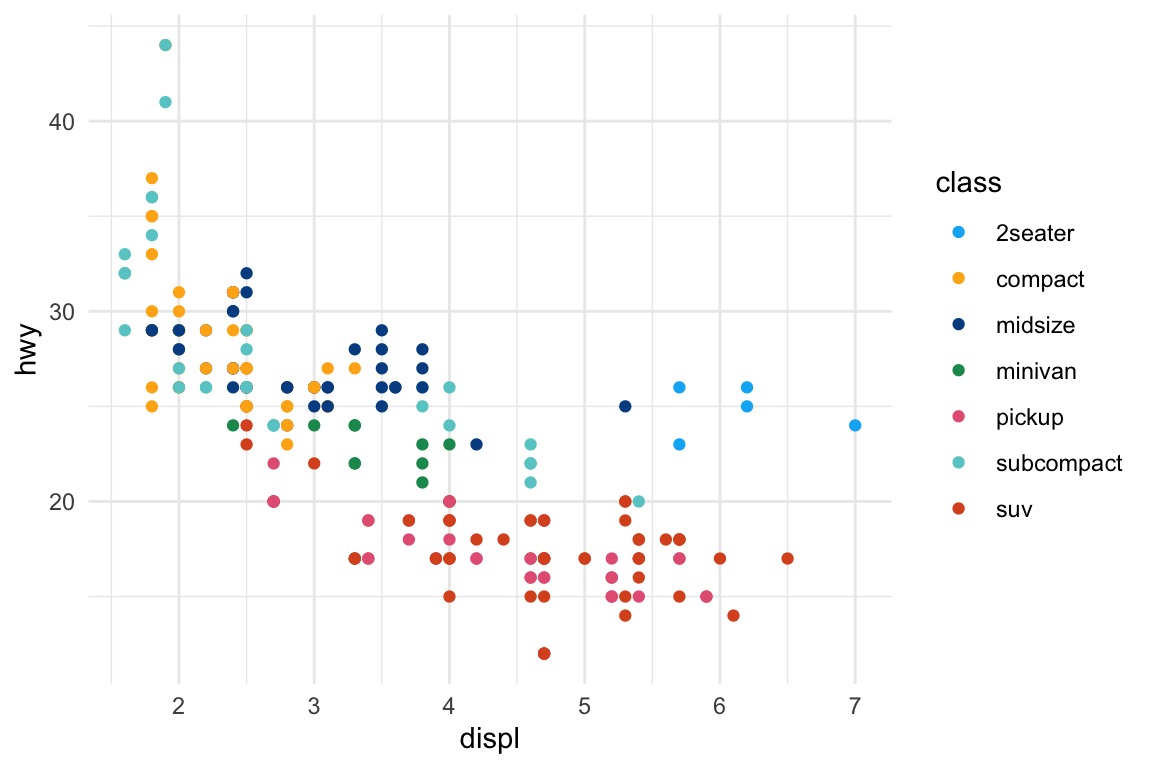 40
30
20
hwy
2 3 4 5 6 7
displ
class
2seater
compact
midsize
minivan
pickup
subcompact
suv